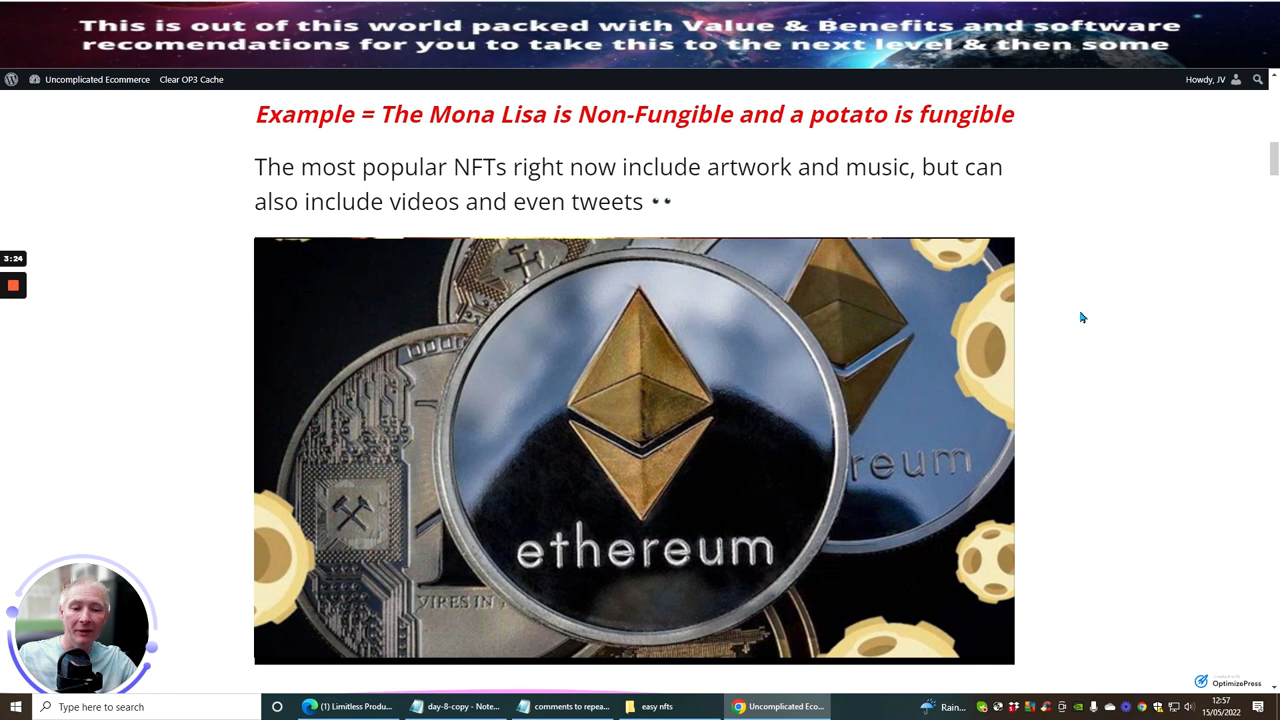 This is out of this world packed with Value & Benefits and software
recomendations for you to take this to the next level & then some
Uncomplicated Ecommerce
Clear OP3 Cache
Howdy, JV
Example = The Mona Lisa is Non-Fungible and a potato is fungible
The most popular NFTs right now include artwork and music, but can
also include videos and even tweets
3:24
reum
ethereum
VIRES IN
OptimizePress
Type here to search
(1) Limitless Produ...
day-8-copy - Note...
comments to repea...
easy nfts
Uncomplicated Eco...
Rain...
12:57
15/05/2022